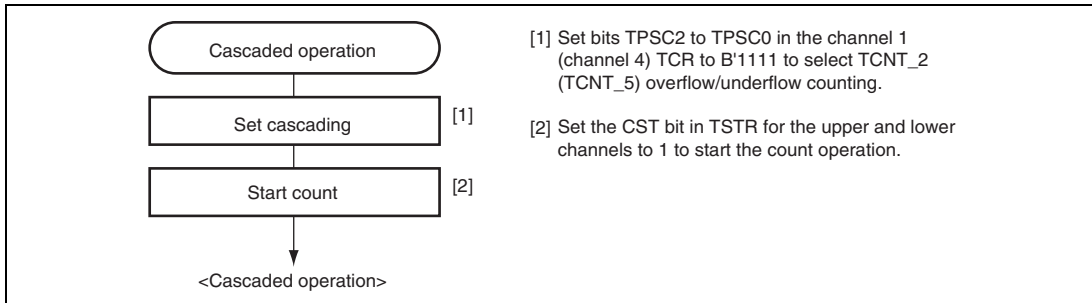 Cascaded operation
Set cascading
[1]
Start count
[2]
<Cascaded operation>
[1] Set bits TPSC2 to TPSC0 in the channel 1
(channel 4) TCR to B'1111 to select TCNT_2
(TCNT_5) overflow/underflow counting.
[2] Set the CST bit in TSTR for the upper and lower
channels to 1 to start the count operation.